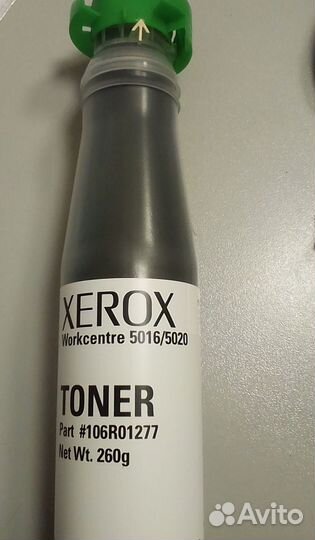 XEROX
Workcentre 5016/5020
TONER
Part #106R01277
Net Wt. 260g
Avito